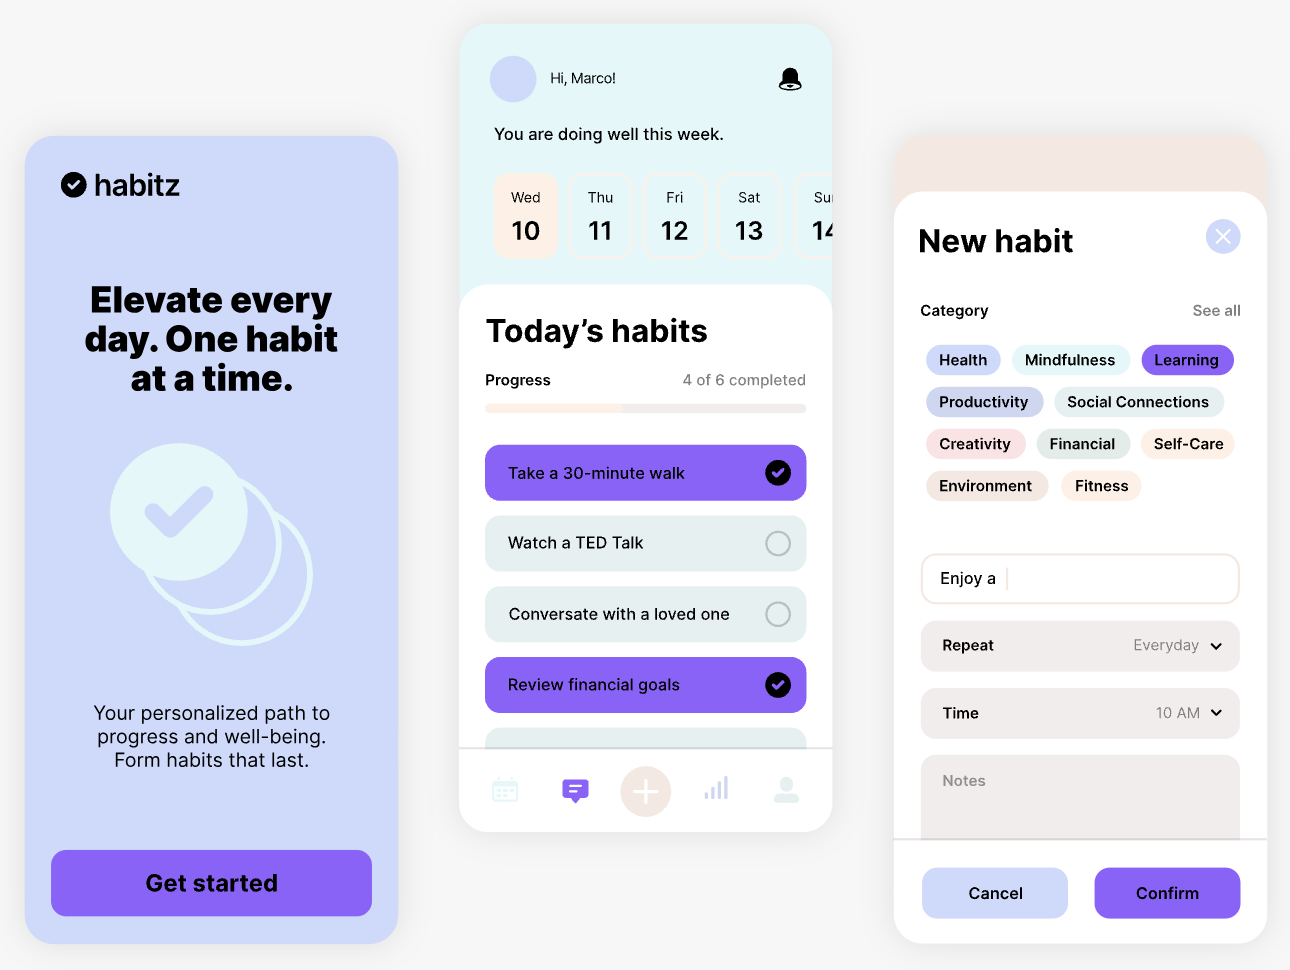 habitz
Elevate every
day. One habit
at a time.
Your personalized path to
progress and well-being.
Form habits that last.
Get started
Hi, Marco!
You are doing well this week.
Wed
10
Thu
11
Fri
12
Sat
13
Sun
14
Today’s habits
Progress
4 of 6 completed
Take a 30-minute walk
Watch a TED Talk
Conversate with a loved one
Review financial goals
New habit
Category
See all
Health
Mindfulness
Learning
Productivity
Social Connections
Creativity
Financial
Self-Care
Environment
Fitness
Enjoy a
Repeat
Everyday
Time
10 AM
Notes
Cancel
Confirm